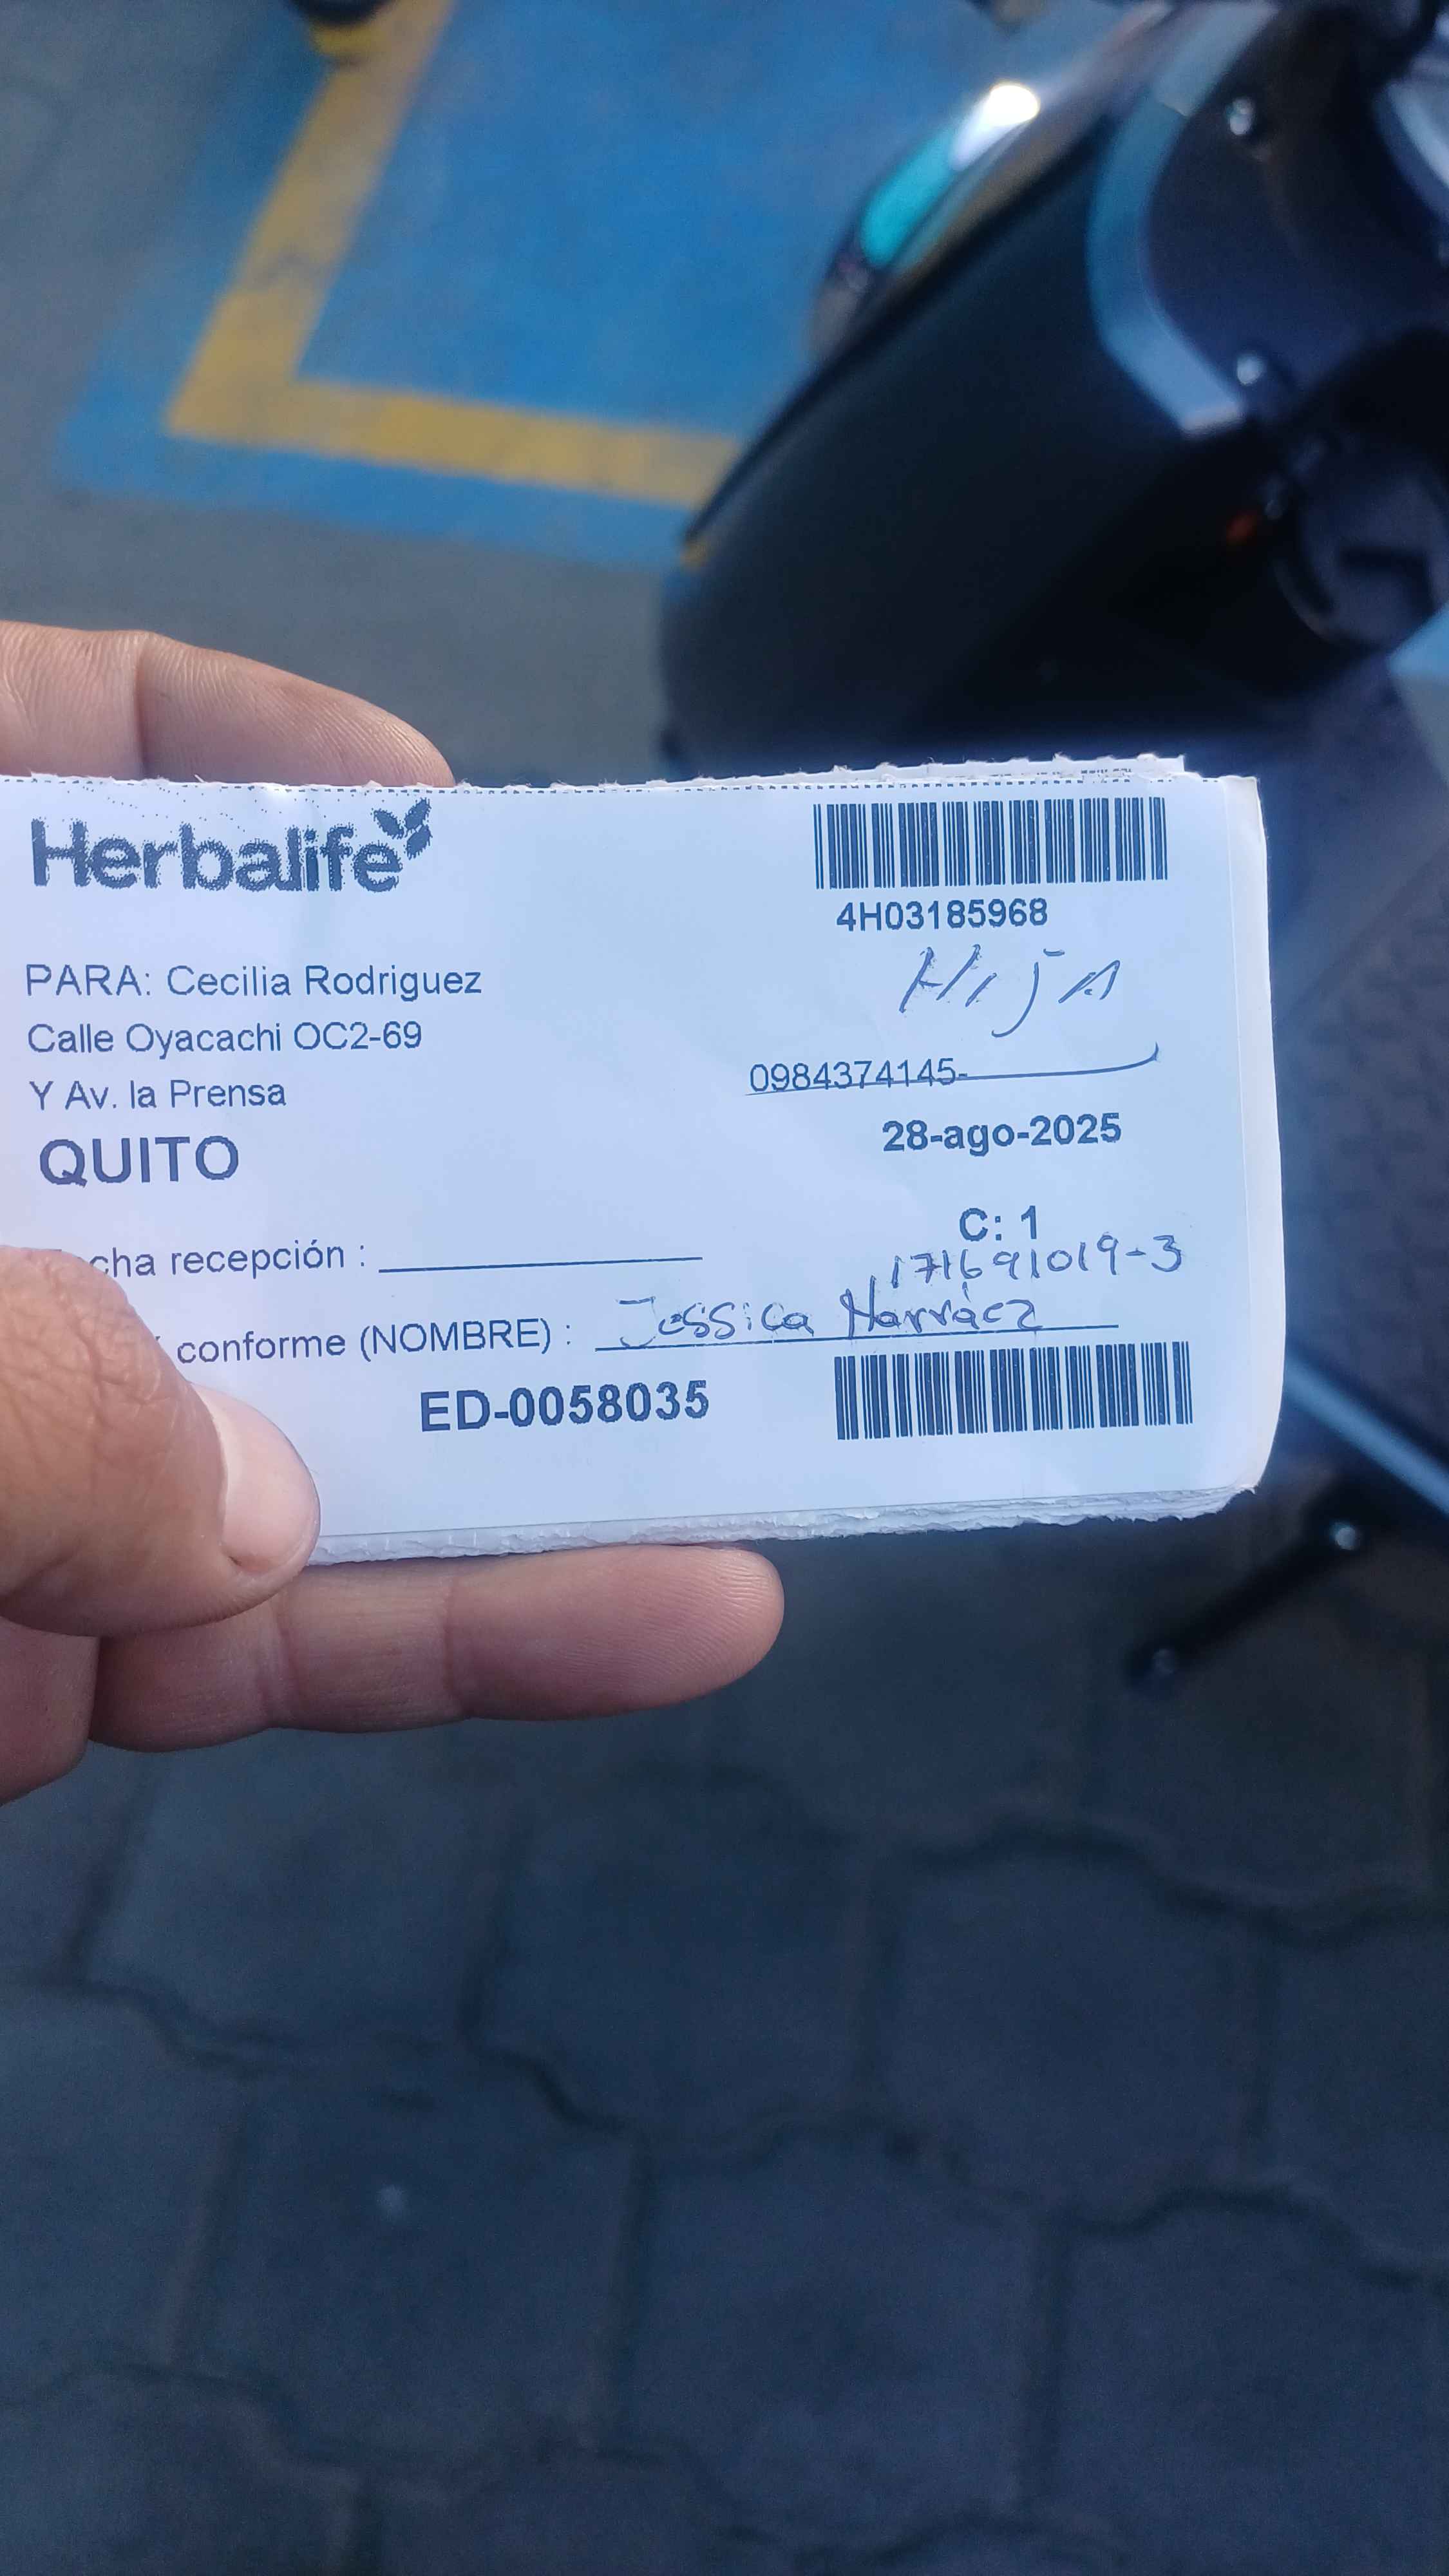 Herbalife
4H03185968
HIJA
PARA: Cecilia Rodriguez
Calle Oyacachi OC2-69
Y Av. la Prensa
QUITO
0984374145-
28-ago-2025
C: 1
171691019-3
cha recepción :
conforme (NOMBRE) : Jessica Narváez
ED-0058035